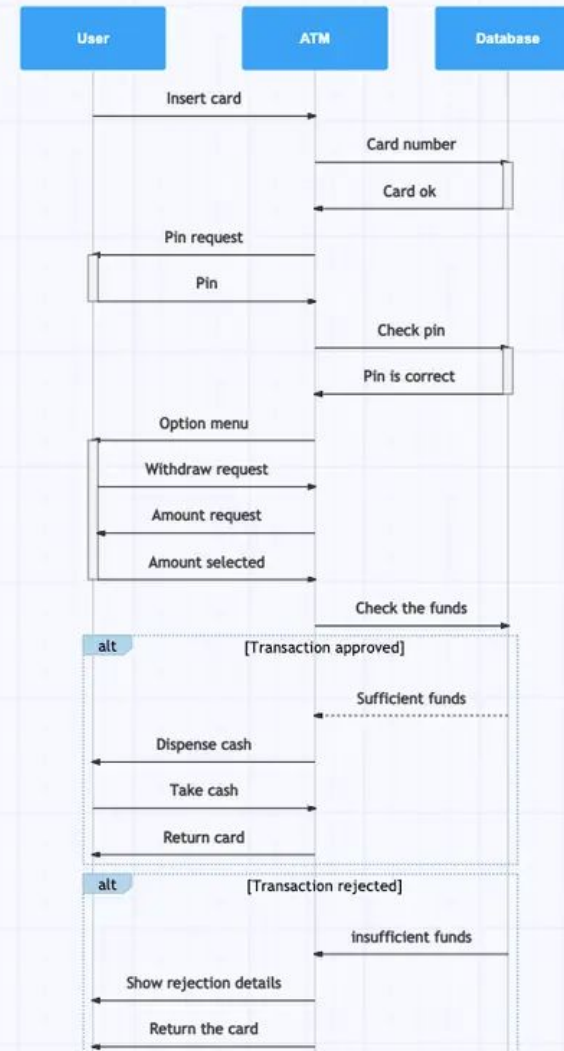 User
ATM
Database
Insert card
Card number
Card ok
Pin request
Pin
Check pin
Pin is correct
Option menu
Withdraw request
Amount request
Amount selected
Check the funds
alt
[Transaction approved]
Sufficient funds
Dispense cash
Take cash
Return card
alt
[Transaction rejected]
insufficient funds
Show rejection details
Return the card